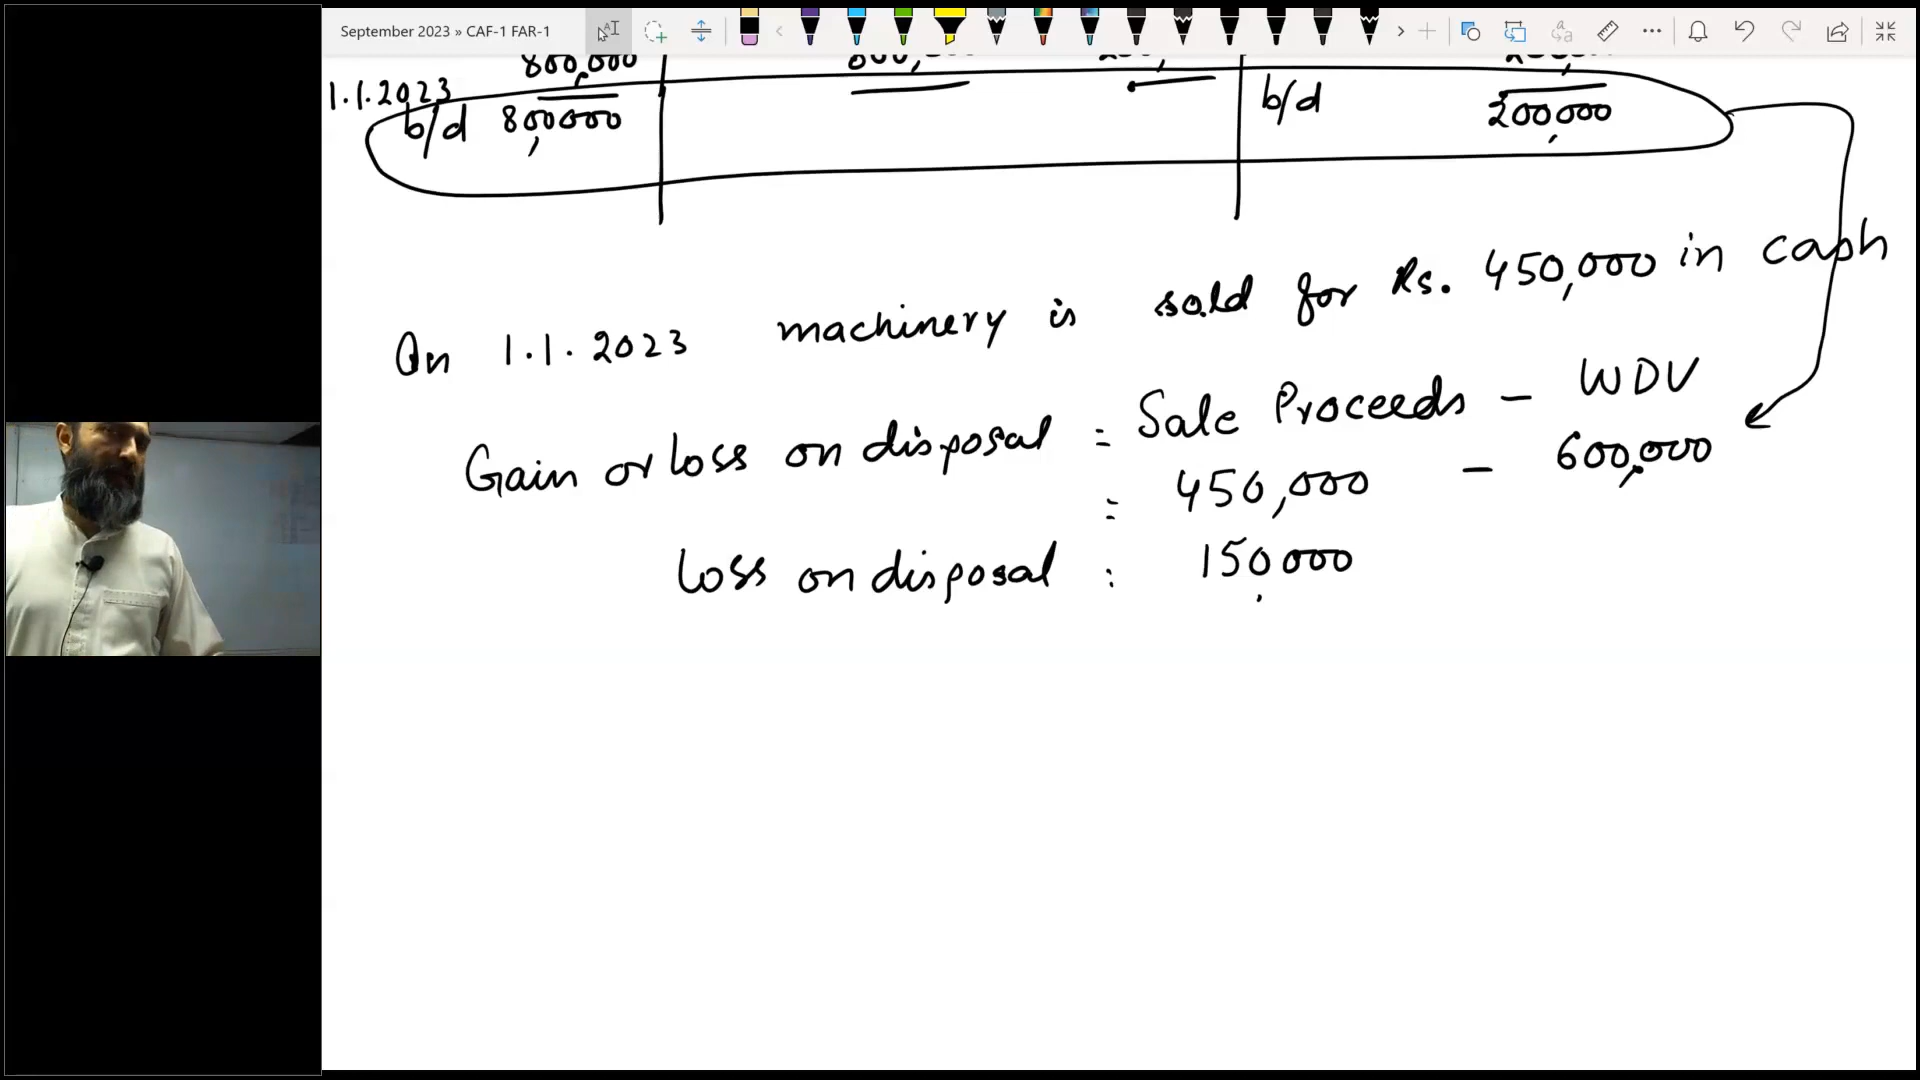 September 2023 » CAF-1 FAR-1
800,000
1.1.2023
b/d 800,000 b/d 200,000
On 1.1.2023 machinery is sold for Rs. 450,000 in cash
Gain or loss on disposal = Sale Proceeds - WDV
= 450,000 - 600,000
loss on disposal : 150,000